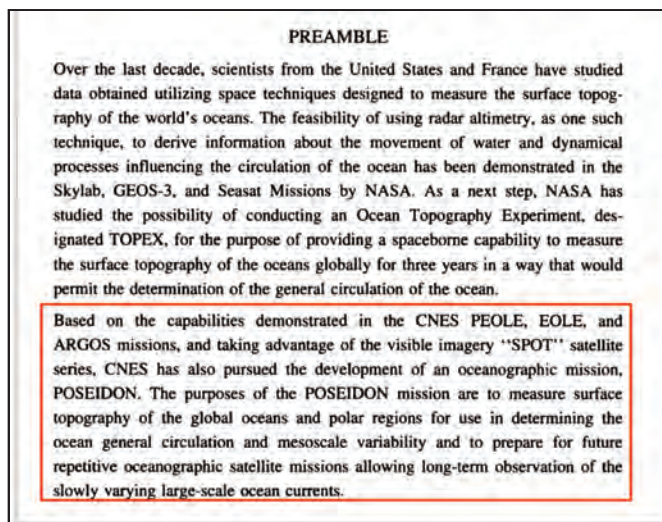 PREAMBLE
Over the last decade, scientists from the United States and France have studied
data obtained utilizing space techniques designed to measure the surface topog-
raphy of the world's oceans. The feasibility of using radar altimetry, as one such
technique, to derive information about the movement of water and dynamical
processes influencing the circulation of the ocean has been demonstrated in the
Skylab, GEOS-3, and Seasat Missions by NASA. As a next step, NASA has
studied the possibility of conducting an Ocean Topography Experiment, des-
ignated TOPEX, for the purpose of providing a spaceborne capability to measure
the surface topography of the oceans globally for three years in a way that would
permit the determination of the general circulation of the ocean.
Based on the capabilities demonstrated in the CNES PEOLE, EOLE, and
ARGOS missions, and taking advantage of the visible imagery "SPOT" satellite
series, CNES has also pursued the development of an oceanographic mission,
POSEIDON. The purposes of the POSEIDON mission are to measure surface
topography of the global oceans and polar regions for use in determining the
ocean general circulation and mesoscale variability and to prepare for future
repetitive oceanographic satellite missions allowing long-term observation of the
slowly varying large-scale ocean currents.